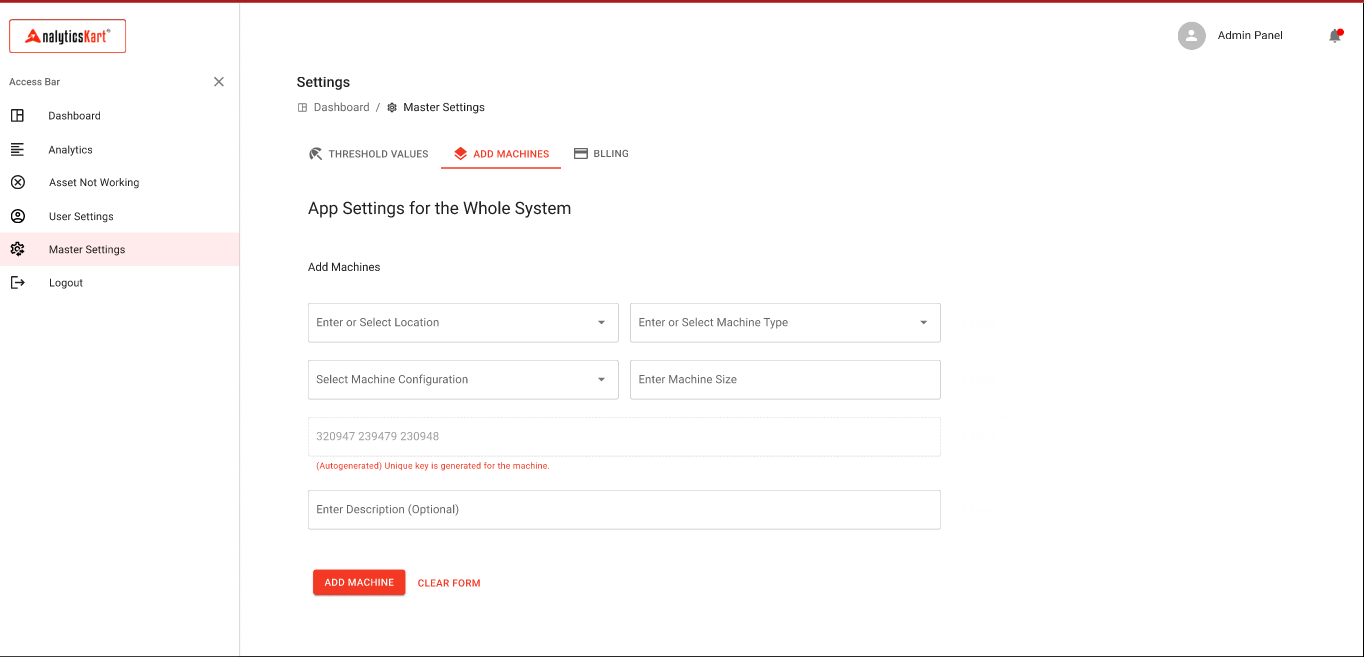 AnalyticsKart
Admin Panel
Access Bar
Dashboard
Analytics
Asset Not Working
User Settings
Master Settings
Logout
Settings
Dashboard / Master Settings
THRESHOLD VALUES ADD MACHINES BLLING
App Settings for the Whole System
Add Machines
Enter or Select Location Enter or Select Machine Type
Select Machine Configuration Enter Machine Size
320947 239479 230948
(Autogenerated) Unique key is generated for the machine.
Enter Description (Optional)
ADD MACHINE CLEAR FORM